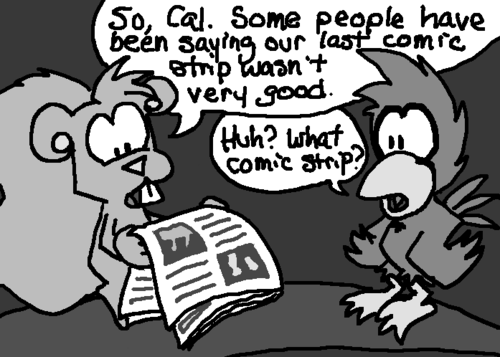 So, Cal. Some people have
been saying our last comic
strip wasn't
very good.
Huh? What
comic strip?